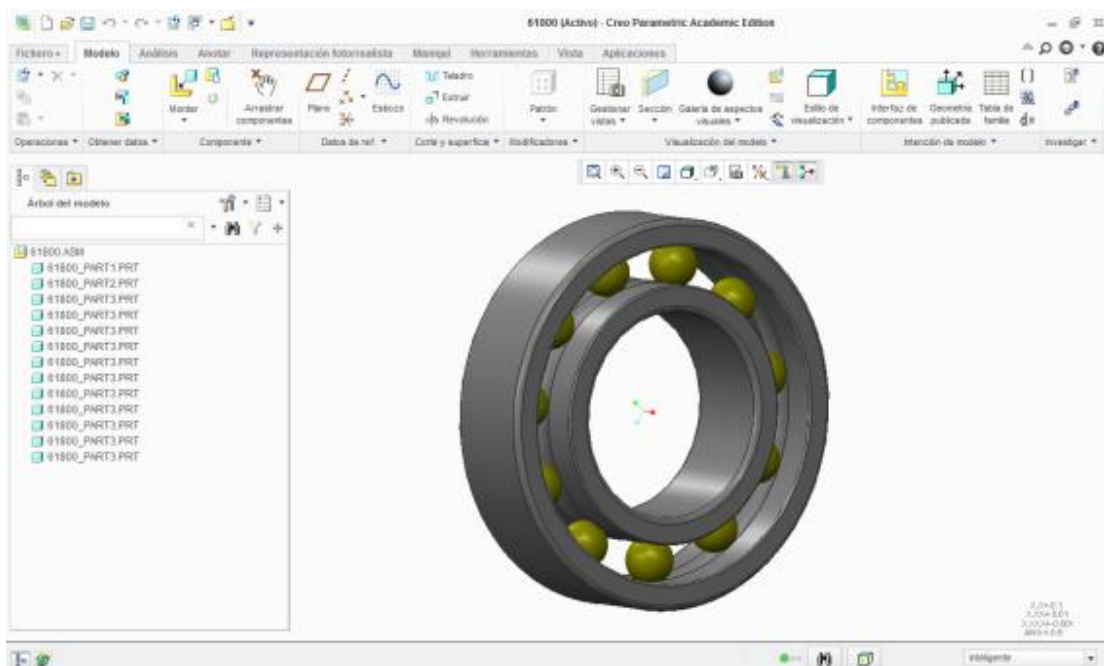 61800 (Activo) - Creo Parametric Academic Edition
Fichero Modelo Análisis Anotar Representación fotorrealista Manequí Herramientas Vista Aplicaciones
Montar
Arrastrar componentes
Plano
Esbozo
Taladro
Extruir
Revolución
Patrón
Gestionar vistas
Sección
Galería de aspectos visuales
Estilo de visualización
Interfaz de componentes
Geometría publicada
Tabla de familia
d=
Operaciones Obtener datos Componente Datos de ref. Corte y superficie Modificadores Visualización del modelo Intención de modelo Investigar
Árbol del modelo
61800.ASM
61800_PART1.PRT
61800_PART2.PRT
61800_PART3.PRT
61800_PART3.PRT
61800_PART3.PRT
61800_PART3.PRT
61800_PART3.PRT
61800_PART3.PRT
61800_PART3.PRT
61800_PART3.PRT
61800_PART3.PRT
61800_PART3.PRT
61800_PART3.PRT
Inteligente